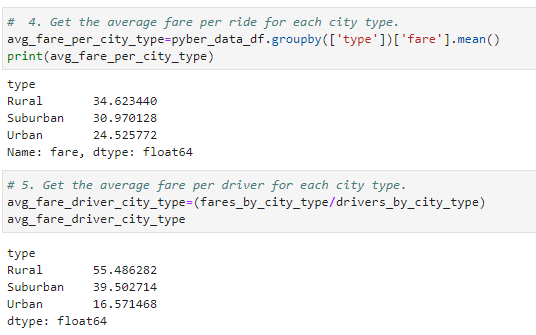 #  4. Get the average fare per ride for each city type.
avg_fare_per_city_type=pyber_data_df.groupby(['type'])['fare'].mean()
print(avg_fare_per_city_type)
type
Rural       34.623440
Suburban    30.970128
Urban       24.525772
Name: fare, dtype: float64
# 5. Get the average fare per driver for each city type.
avg_fare_driver_city_type=(fares_by_city_type/drivers_by_city_type)
avg_fare_driver_city_type
type
Rural       55.486282
Suburban    39.502714
Urban       16.571468
dtype: float64